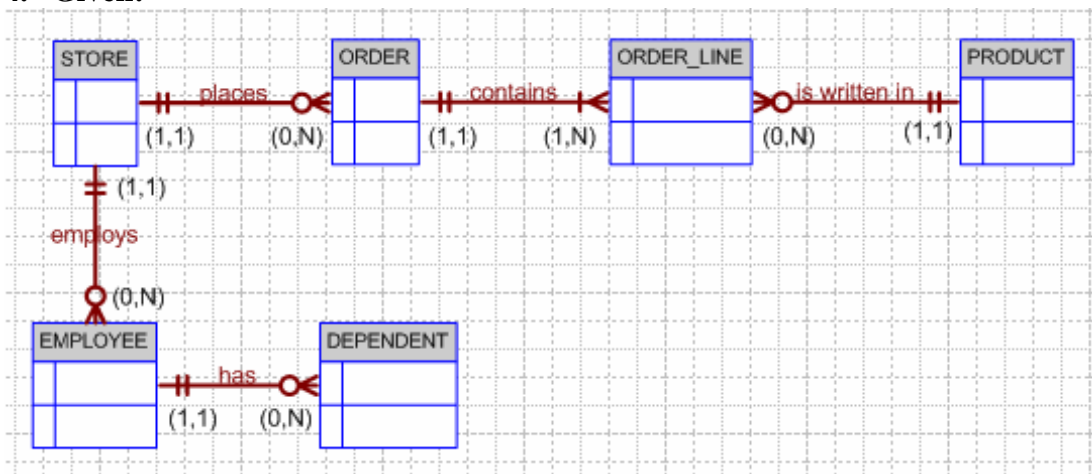 STORE
places
ORDER
contains
ORDER_LINE
is written in
PRODUCT
(1,1)
(0,N)
(1,1)
(1,N)
(0,N)
(1,1)
(1,1)
employs
(0,N)
EMPLOYEE
has
DEPENDENT
(1,1)
(0,N)